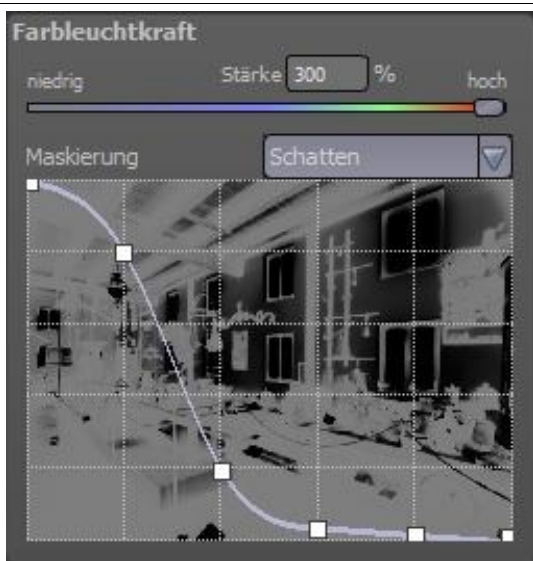 Farbleuchtkraft
niedrig Stärke 300 % hoch
Maskierung Schatten